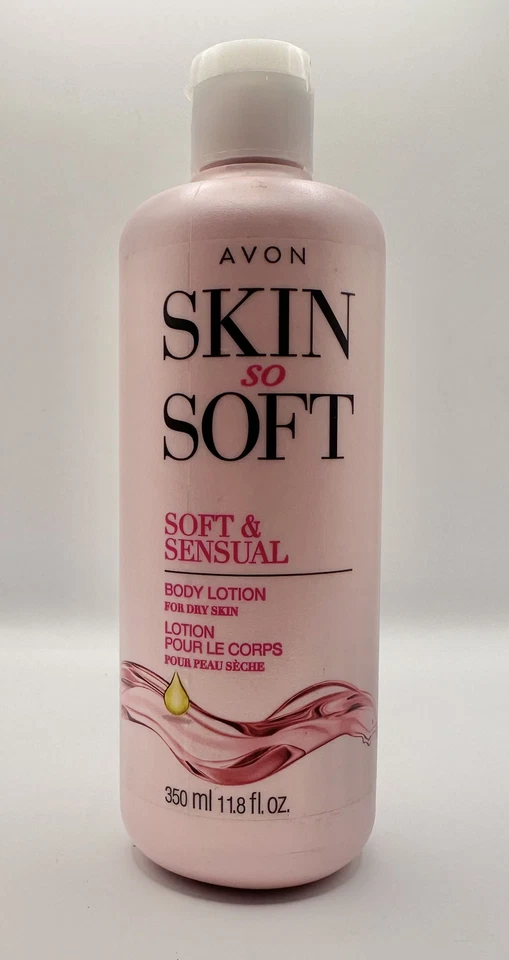 AVON
SKIN
so
SOFT
SOFT &
SENSUAL
BODY LOTION
FOR DRY SKIN
LOTION
POUR LE CORPS
POUR PEAU SÈCHE
350 ml 11.8 fl. oz.